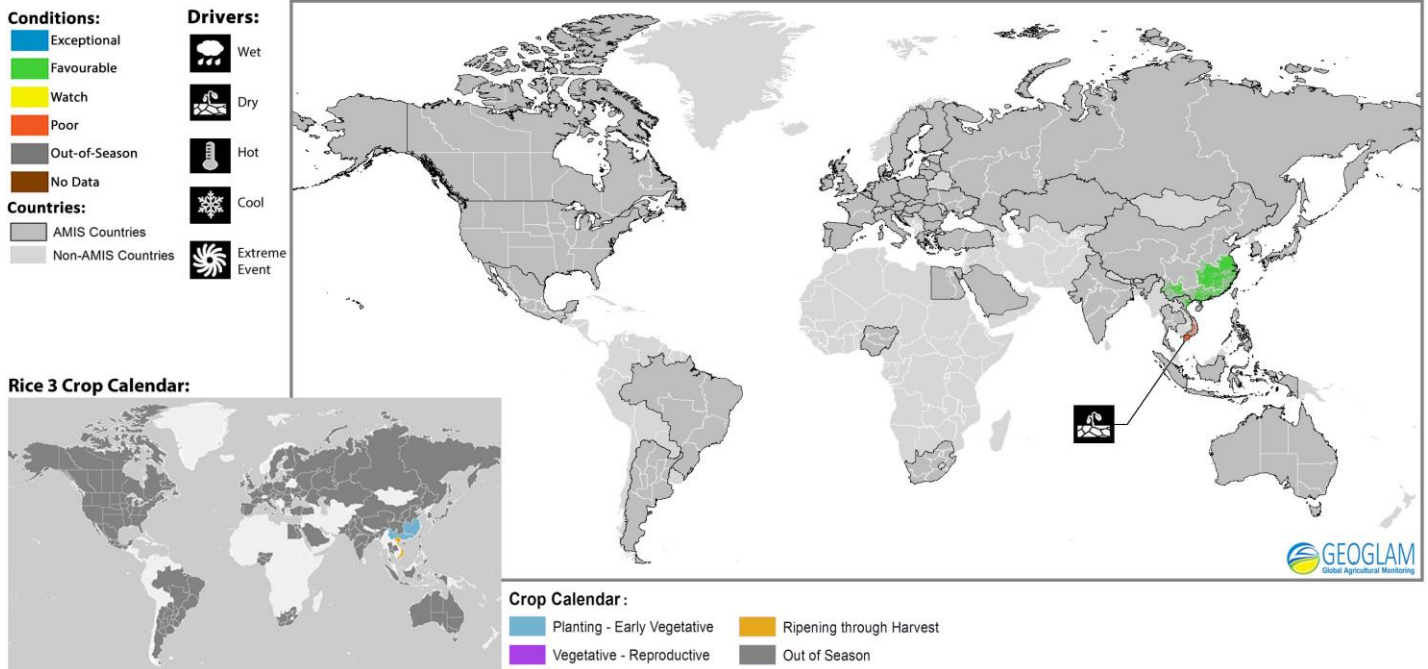 Conditions:
Exceptional
Favourable
Watch
Poor
Out-of-Season
No Data
Countries:
AMIS Countries
Non-AMIS Countries
Drivers:
Wet
Dry
Hot
Cool
Extreme
Event
GEOGLAM
Global Agricultural Monitoring
Rice 3 Crop Calendar:
Crop Calendar :
Planting - Early Vegetative
Vegetative - Reproductive
Ripening through Harvest
Out of Season